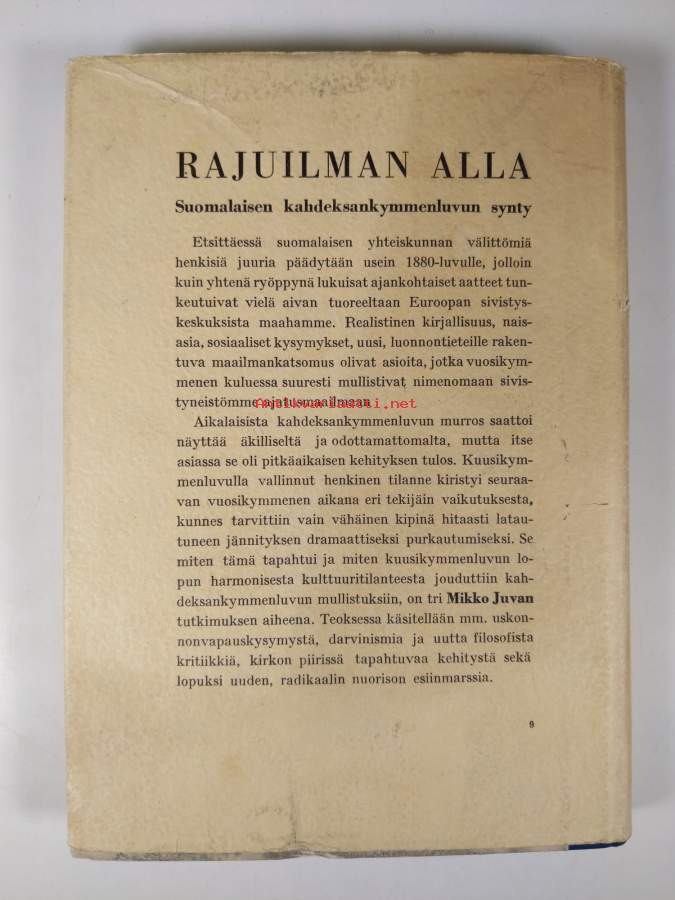 RAJUILMAN ALLA
Suomalaisen kahdeksankymmenluvun synty
Etsittäessä suomalaisen yhteiskunnan välittömiä
henkisiä juuria päädytään usein 1880-luvulle, jolloin
kuin yhtenä ryöppynä lukuisat ajankohtaiset aatteet tun-
keutuivat vielä aivan tuoreeltaan Euroopan sivistys-
keskuksista maahamme. Realistinen kirjallisuus, nais-
asia, sosiaaliset kysymykset, uusi, luonnontieteille raken-
tuva maailmankatsomus olivat asioita, jotka vuosikym-
menen kuluessa suuresti mullistivat nimenomaan sivis-
tyneistömme ajatusmaailmaa.
Antikvariaatti.net
Aikalaisista kahdeksankymmenluvun murros saattoi
näyttää äkilliseltä ja odottamattomalta, mutta itse
asiassa se oli pitkäaikaisen kehityksen tulos. Kuusikym-
menluvulla vallinnut henkinen tilanne kiristyi seuraa-
van vuosikymmenen aikana eri tekijäin vaikutuksesta,
kunnes tarvittiin vain vähäinen kipinä hitaasti latau-
tuneen jännityksen dramaattiseksi purkautumiseksi. Se
miten tämä tapahtui ja miten kuusikymmenluvun lo-
pun harmonisesta kulttuuritilanteesta jouduttiin kah-
deksankymmenluvun mullistuksiin, on tri Mikko Juvan
tutkimuksen aiheena. Teoksessa käsitellään mm. uskon-
nonvapauskysymystä, darvinismia ja uutta filosofista
kritiikkiä, kirkon piirissä tapahtuvaa kehitystä sekä
lopuksi uuden, radikaalin nuorison esiinmarssia.
9